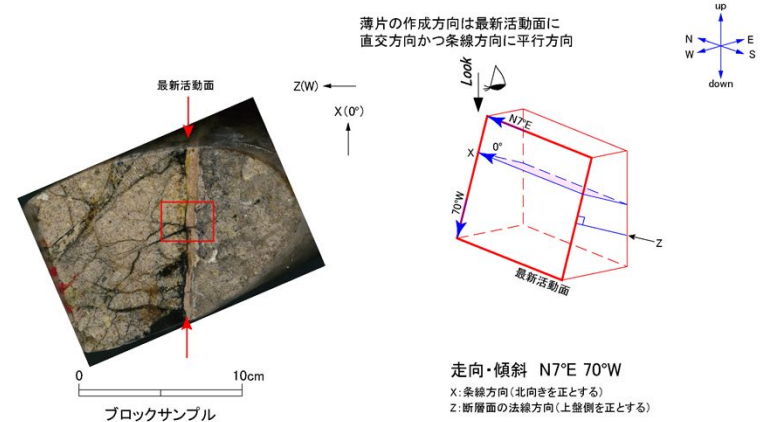 薄片の作成方向は最新活動面に
直交方向かつ条線方向に平行方向
up
N
E
W
S
down
最新活動面
Z(W)
X(0°)
Look
N7°E
X
0°
70°W
Z
最新活動面
0
10cm
ブロックサンプル
走向・傾斜 N7°E 70°W
X:条線方向(北向きを正とする)
Z:断層面の法線方向(上盤側を正とする)